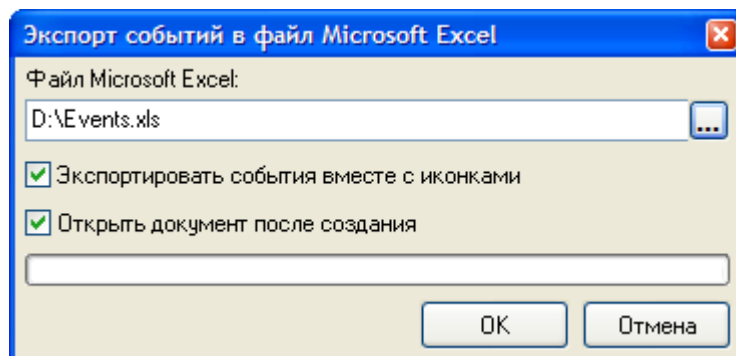 Экспорт событий в файл Microsoft Excel
Файл Microsoft Excel:
D:\Events.xls
...
Экспортировать события вместе с иконками
Открыть документ после создания
OK Отмена